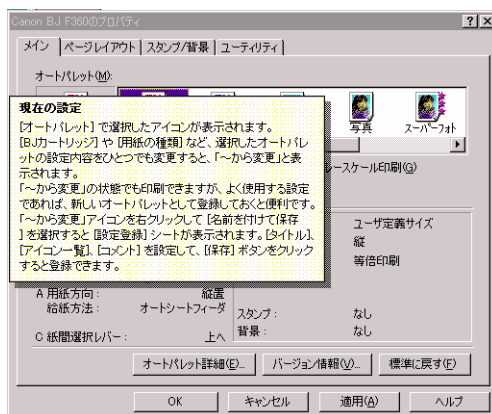 Canon BJ F360のプロパティ
メイン ページレイアウト スタンプ/背景 ユーティリティ
オートパレット(M):
現在の設定
[オートパレット] で選択したアイコンが表示されます。
[BJカートリッジ] や [用紙の種類] など、選択したオートパレ
ットの設定内容をひとつでも変更すると、「～から変更」と表
示されます。
「～から変更」の状態でも印刷できますが、よく使用する設定
であれば、新しいオートパレットとして登録しておくと便利です。
「～から変更」アイコンを右クリックして [名前を付けて保存
] を選択すると [設定登録] シートが表示されます。[タイトル]、
[アイコン一覧]、[コメント] を設定して、[保存] ボタンをクリック
すると登録できます。
写真 スーパーフォト
レースケール印刷(G)
ユーザ定義サイズ
縦
等倍印刷
A 用紙方向: 縦置
給紙方法: オートシートフィーダ
C 紙間選択レバー: 上へ
スタンプ: なし
背景: なし
オートパレット詳細(E)... バージョン情報(V)... 標準に戻す(F)
OK キャンセル 適用(A) ヘルプ